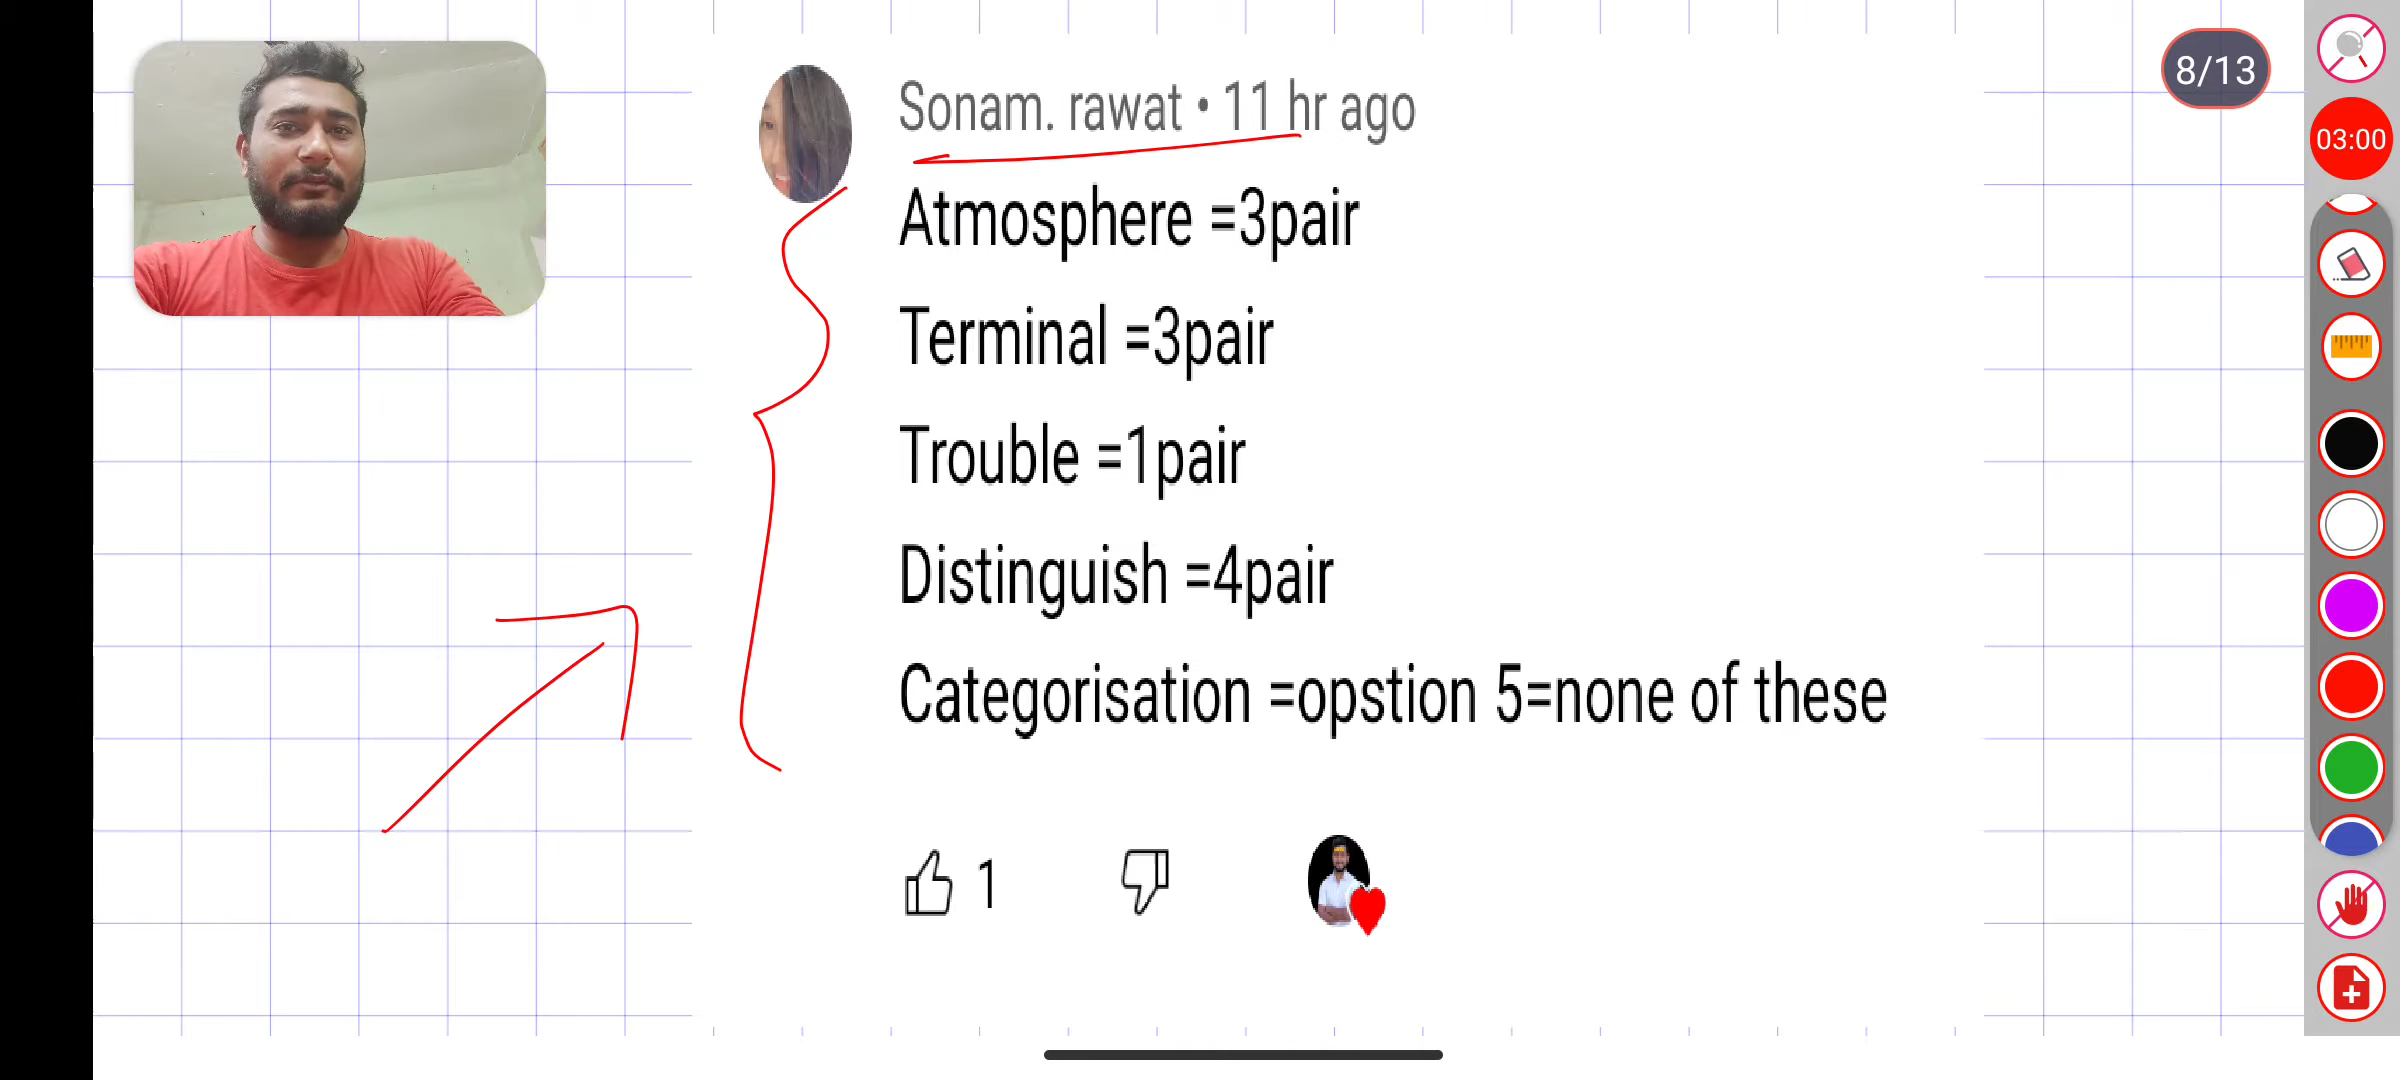 Sonam. rawat • 11 hr ago
8/13
03:00
Atmosphere =3pair
Terminal =3pair
Trouble =1pair
Distinguish =4pair
Categorisation =opstion 5=none of these
1